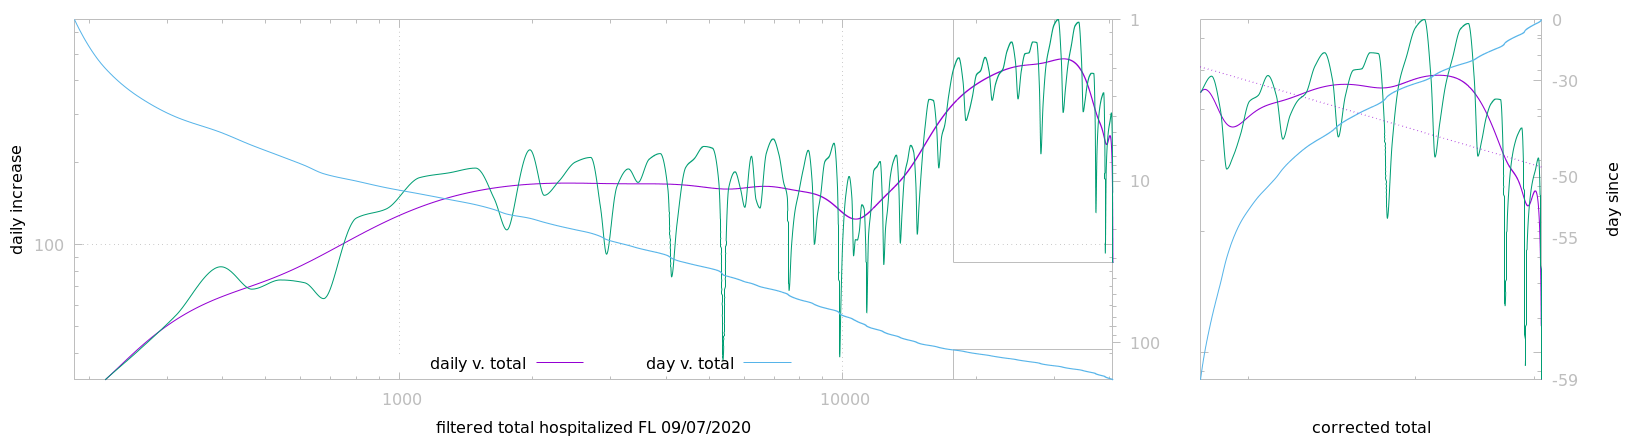 daily increase
100
1
10
100
daily v. total
day v. total
1000
10000
filtered total hospitalized FL 09/07/2020
0
-30
-50
-55
-59
day since
corrected total